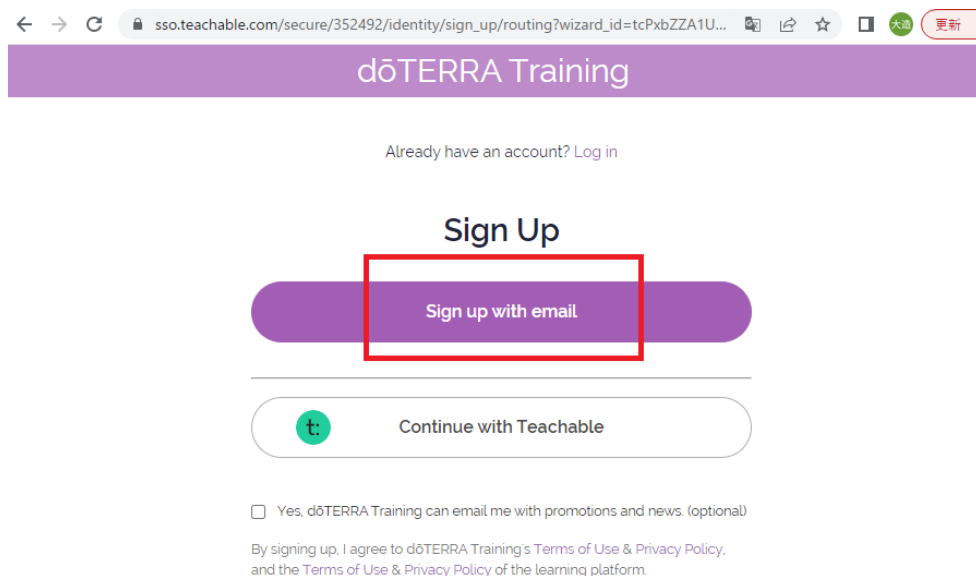 sso.teachable.com/secure/352492/identity/sign_up/routing?wizard_id=tcPxbZZA1U...
大造
更新
dōTERRA Training
Already have an account? Log in
Sign Up
Sign up with email
t:
Continue with Teachable
Yes, dōTERRA Training can email me with promotions and news. (optional)
By signing up, I agree to dōTERRA Training's Terms of Use & Privacy Policy,
and the Terms of Use & Privacy Policy of the learning platform.